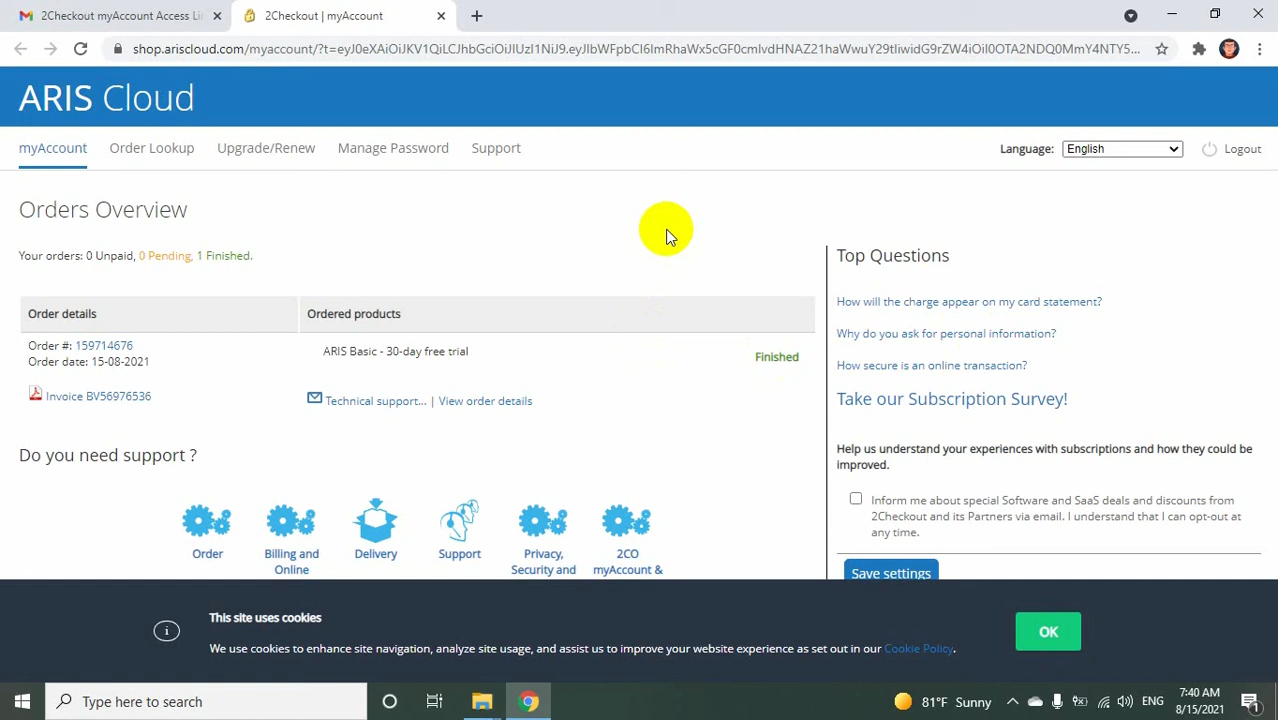 2Checkout myAccount Access Li
2Checkout | myAccount
ARIS Cloud
myAccount
Order Lookup
Upgrade/Renew
Manage Password
Support
Language:
English
Logout
Orders Overview
Your orders: 0 Unpaid, 0 Pending, 1 Finished.
Order details
Ordered products
Order #: 159714676
Order date: 15-08-2021
ARIS Basic - 30-day free trial
Finished
Invoice BV56976536
Technical support... | View order details
Do you need support ?
Order
Billing and
Online
Delivery
Support
Privacy,
Security and
2CO
myAccount &
Top Questions
How will the charge appear on my card statement?
Why do you ask for personal information?
How secure is an online transaction?
Take our Subscription Survey!
Help us understand your experiences with subscriptions and how they could be
improved.
Inform me about special Software and SaaS deals and discounts from
2Checkout and its Partners via email. I understand that I can opt-out at
any time.
Save settings
This site uses cookies
We use cookies to enhance site navigation, analyze site usage, and assist us to improve your website experience as set out in our Cookie Policy.
OK
Type here to search
81°F Sunny
ENG
7:40 AM
8/15/2021
1